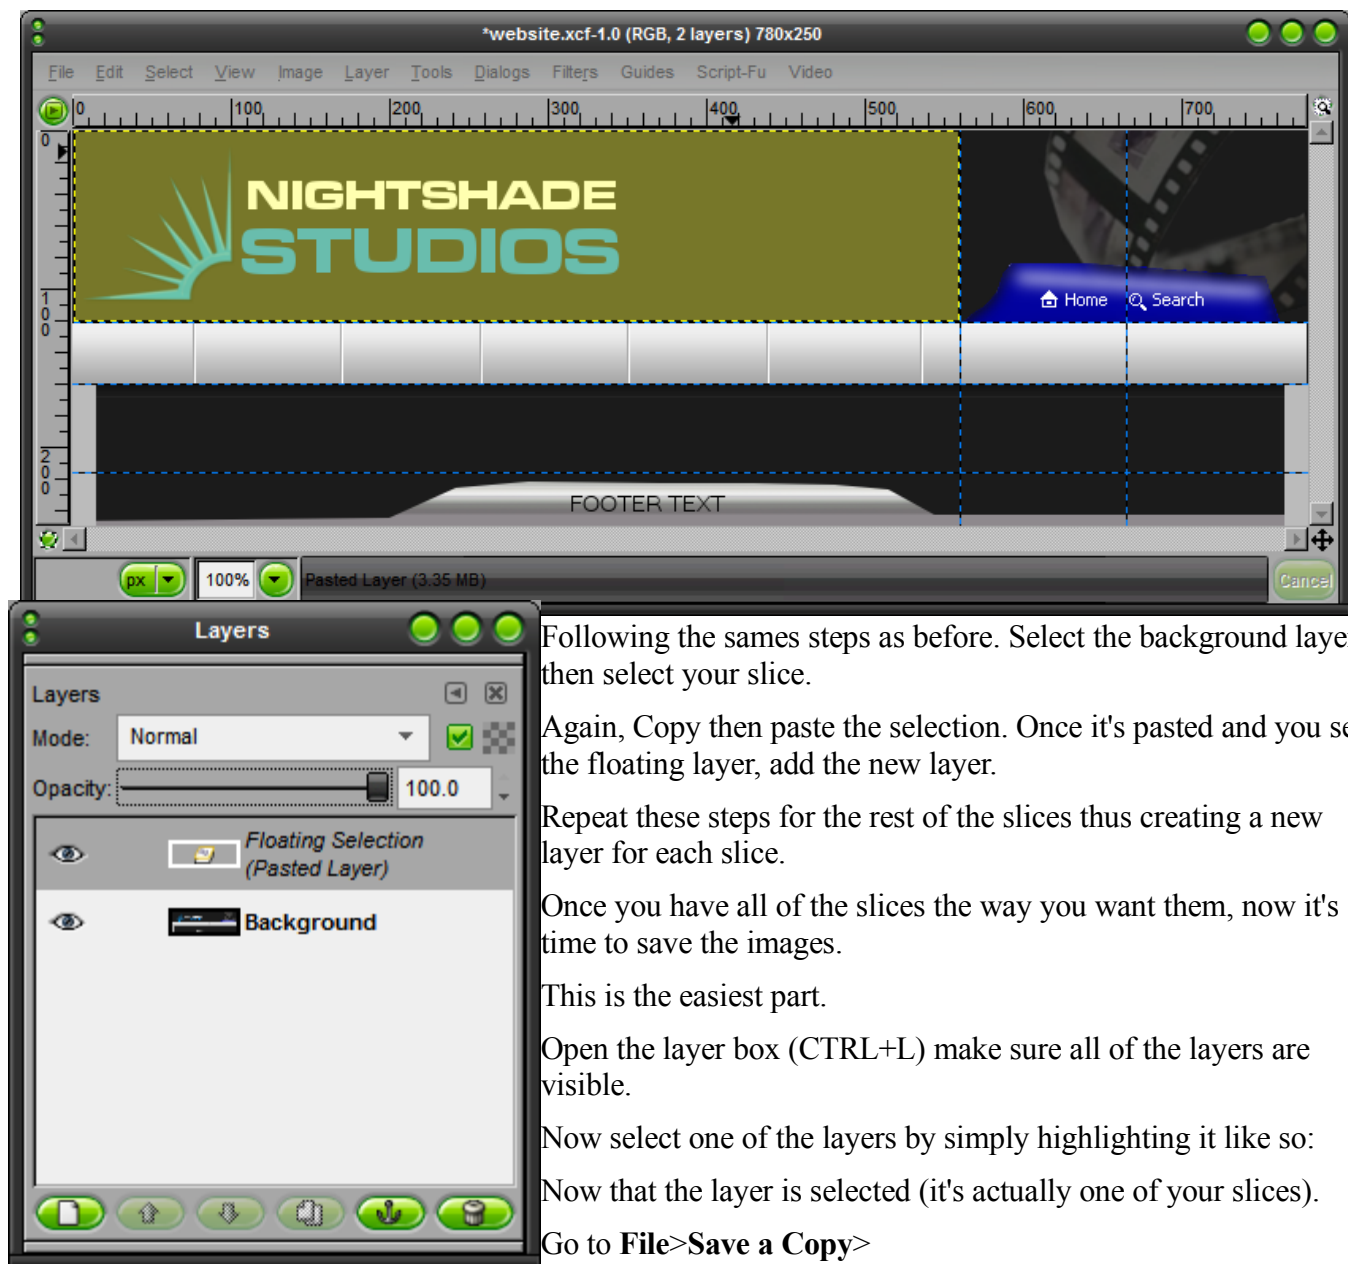 *website.xcf-1.0 (RGB, 2 layers) 780x250
File Edit Select View Image Layer Tools Dialogs Filters Guides Script-Fu Video
0 100 200 300 400 500 600 700
0
100
200
NIGHTSHADE
STUDIOS
Home Search
FOOTER TEXT
px 100% Pasted Layer (3.35 MB) Cancel
Layers
Layers
Mode: Normal
Opacity: 100.0
Floating Selection
(Pasted Layer)
Background
Following the sames steps as before. Select the background laye
then select your slice.
Again, Copy then paste the selection. Once it's pasted and you se
the floating layer, add the new layer.
Repeat these steps for the rest of the slices thus creating a new
layer for each slice.
Once you have all of the slices the way you want them, now it's
time to save the images.
This is the easiest part.
Open the layer box (CTRL+L) make sure all of the layers are
visible.
Now select one of the layers by simply highlighting it like so:
Now that the layer is selected (it's actually one of your slices).
Go to File>Save a Copy>